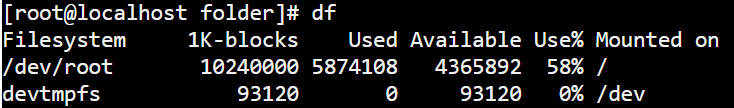 [root@localhost folder]# df
Filesystem     1K-blocks    Used Available Use% Mounted on
/dev/root       10240000 5874108   4365892  58% /
devtmpfs           93120       0     93120   0% /dev